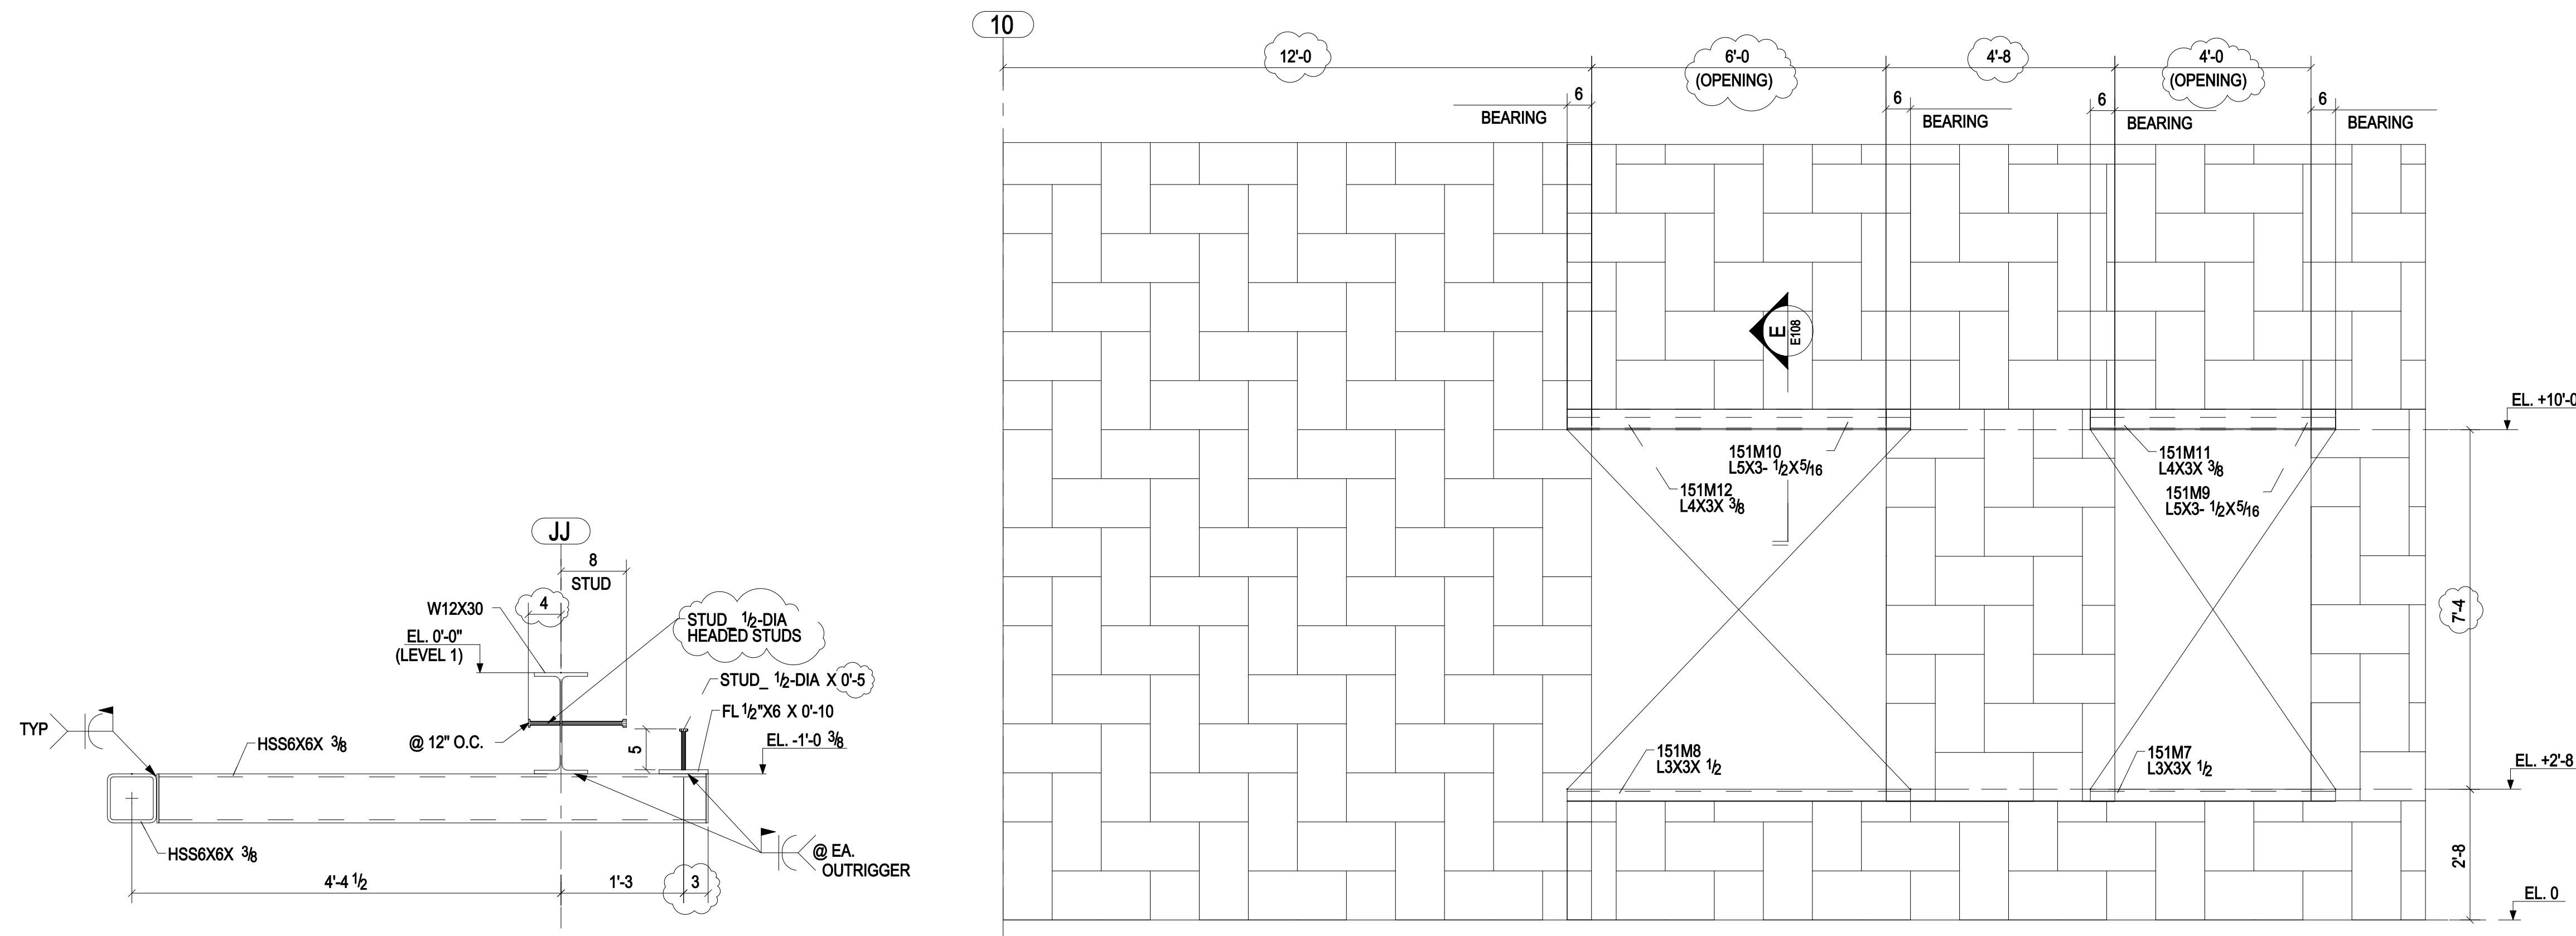 10
12'-0
6'-0
(OPENING)
4'-8
4'-0
(OPENING)
6
BEARING
6
BEARING
6
BEARING
6
BEARING
E
E108
EL. +10'-0
151M10
L5X3- 1/2X5/16
151M12
L4X3X 3/8
151M11
L4X3X 3/8
151M9
L5X3- 1/2X5/16
7'-4
151M8
L3X3X 1/2
151M7
L3X3X 1/2
EL. +2'-8
2'-8
EL. 0
JJ
8
STUD
4
W12X30
EL. 0'-0"
(LEVEL 1)
STUD_ 1/2-DIA
HEADED STUDS
STUD_ 1/2-DIA X 0'-5
FL 1/2"X6 X 0'-10
TYP
HSS6X6X 3/8
@ 12" O.C.
5
EL. -1'-0 3/8
HSS6X6X 3/8
@ EA.
OUTRIGGER
4'-4 1/2
1'-3
3